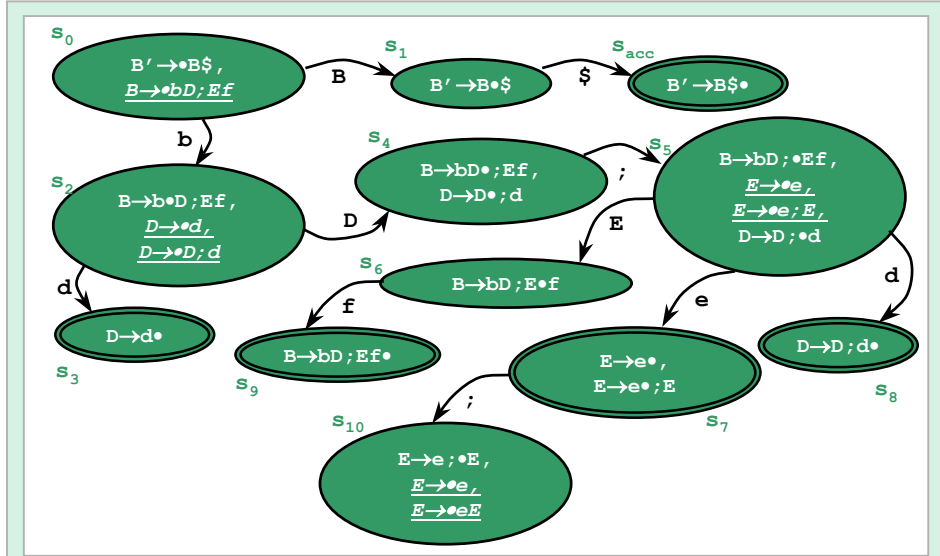 s0
B′→•B$,
B→•bD;Ef
B
s1
B′→B•$
$
sacc
B′→B$•
b
s2
B→b•D;Ef,
D→•d,
D→•D;d
D
s4
B→bD•;Ef,
D→D•;d
;
s5
B→bD;•Ef,
E→•e,
E→•e;E,
D→D;•d
E
s6
B→bD;E•f
d
D→d•
s3
f
B→bD;Ef•
s9
e
E→e•,
E→e•;E
s7
d
D→D;d•
s8
;
s10
E→e;•E,
E→•e,
E→•eE